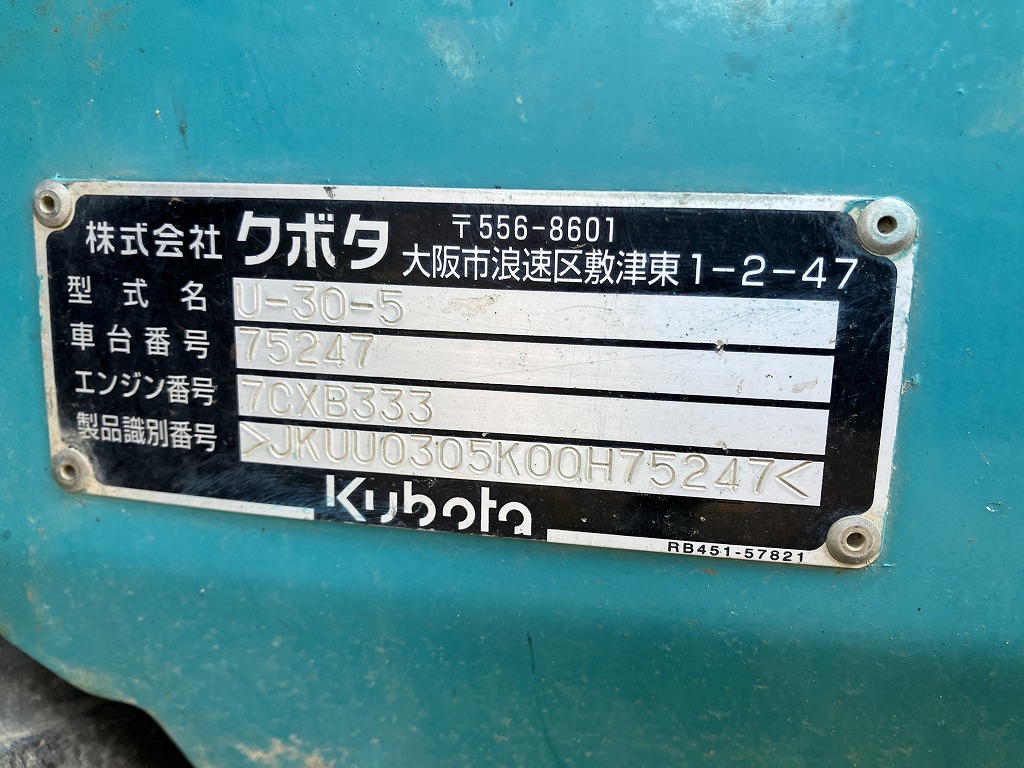 株式会社 クボタ 〒556-8601
大阪市浪速区敷津東1-2-47
型式名 U-30-5
車台番号 75247
エンジン番号 7CXB333
製品識別番号 >JKUU0305K00H75247<
Kubota
RB451-57821